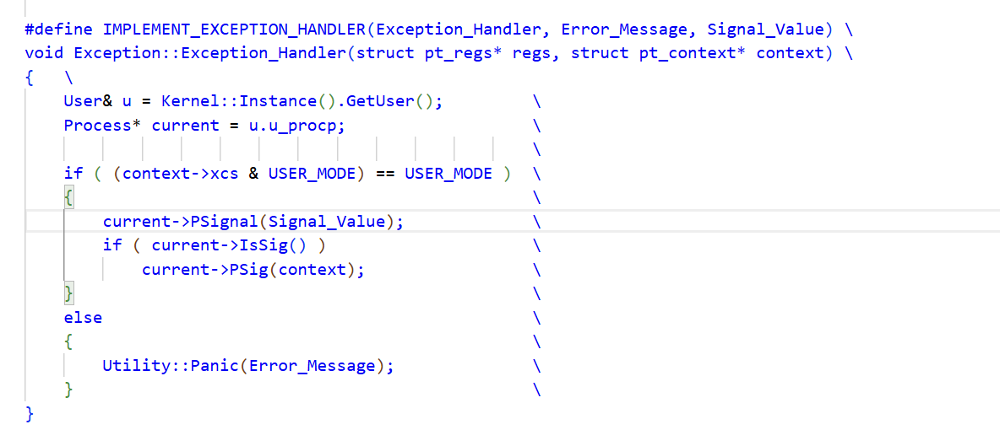 #define IMPLEMENT_EXCEPTION_HANDLER(Exception_Handler, Error_Message, Signal_Value) \
void Exception::Exception_Handler(struct pt_regs* regs, struct pt_context* context) \
{   \
    User& u = Kernel::Instance().GetUser();         \
    Process* current = u.u_procp;                   \
                                                    \
    if ( (context->xcs & USER_MODE) == USER_MODE )  \
    {                                               \
        current->PSignal(Signal_Value);             \
        if ( current->IsSig() )                     \
            current->PSig(context);                 \
    }                                               \
    else                                            \
    {                                               \
        Utility::Panic(Error_Message);              \
    }                                               \
}